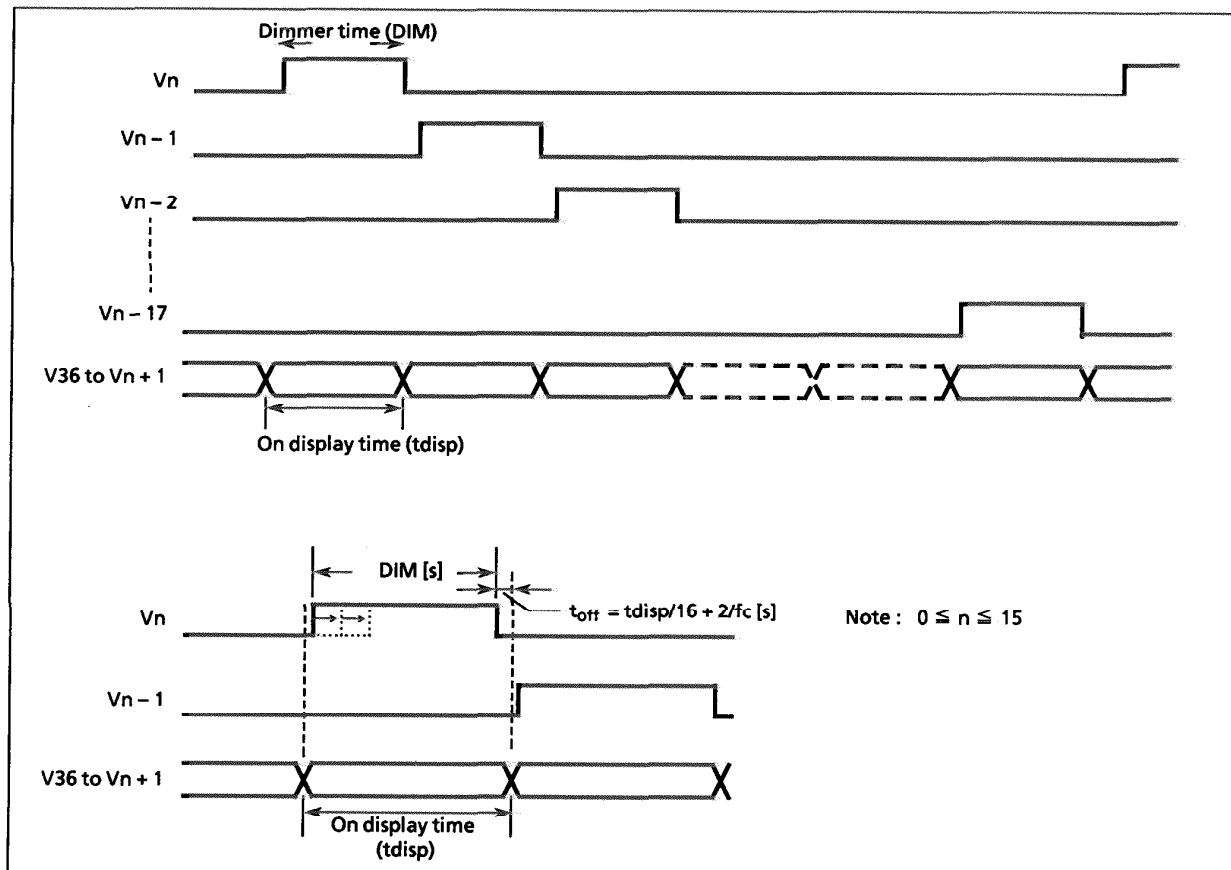 Dimmer time (DIM)
Vn
Vn – 1
Vn – 2
Vn – 17
V36 to Vn + 1
On display time (tdisp)
DIM [s]
toff = tdisp/16 + 2/fc [s]
Vn
Note : 0 ≦ n ≦ 15
Vn – 1
V36 to Vn + 1
On display time
(tdisp)